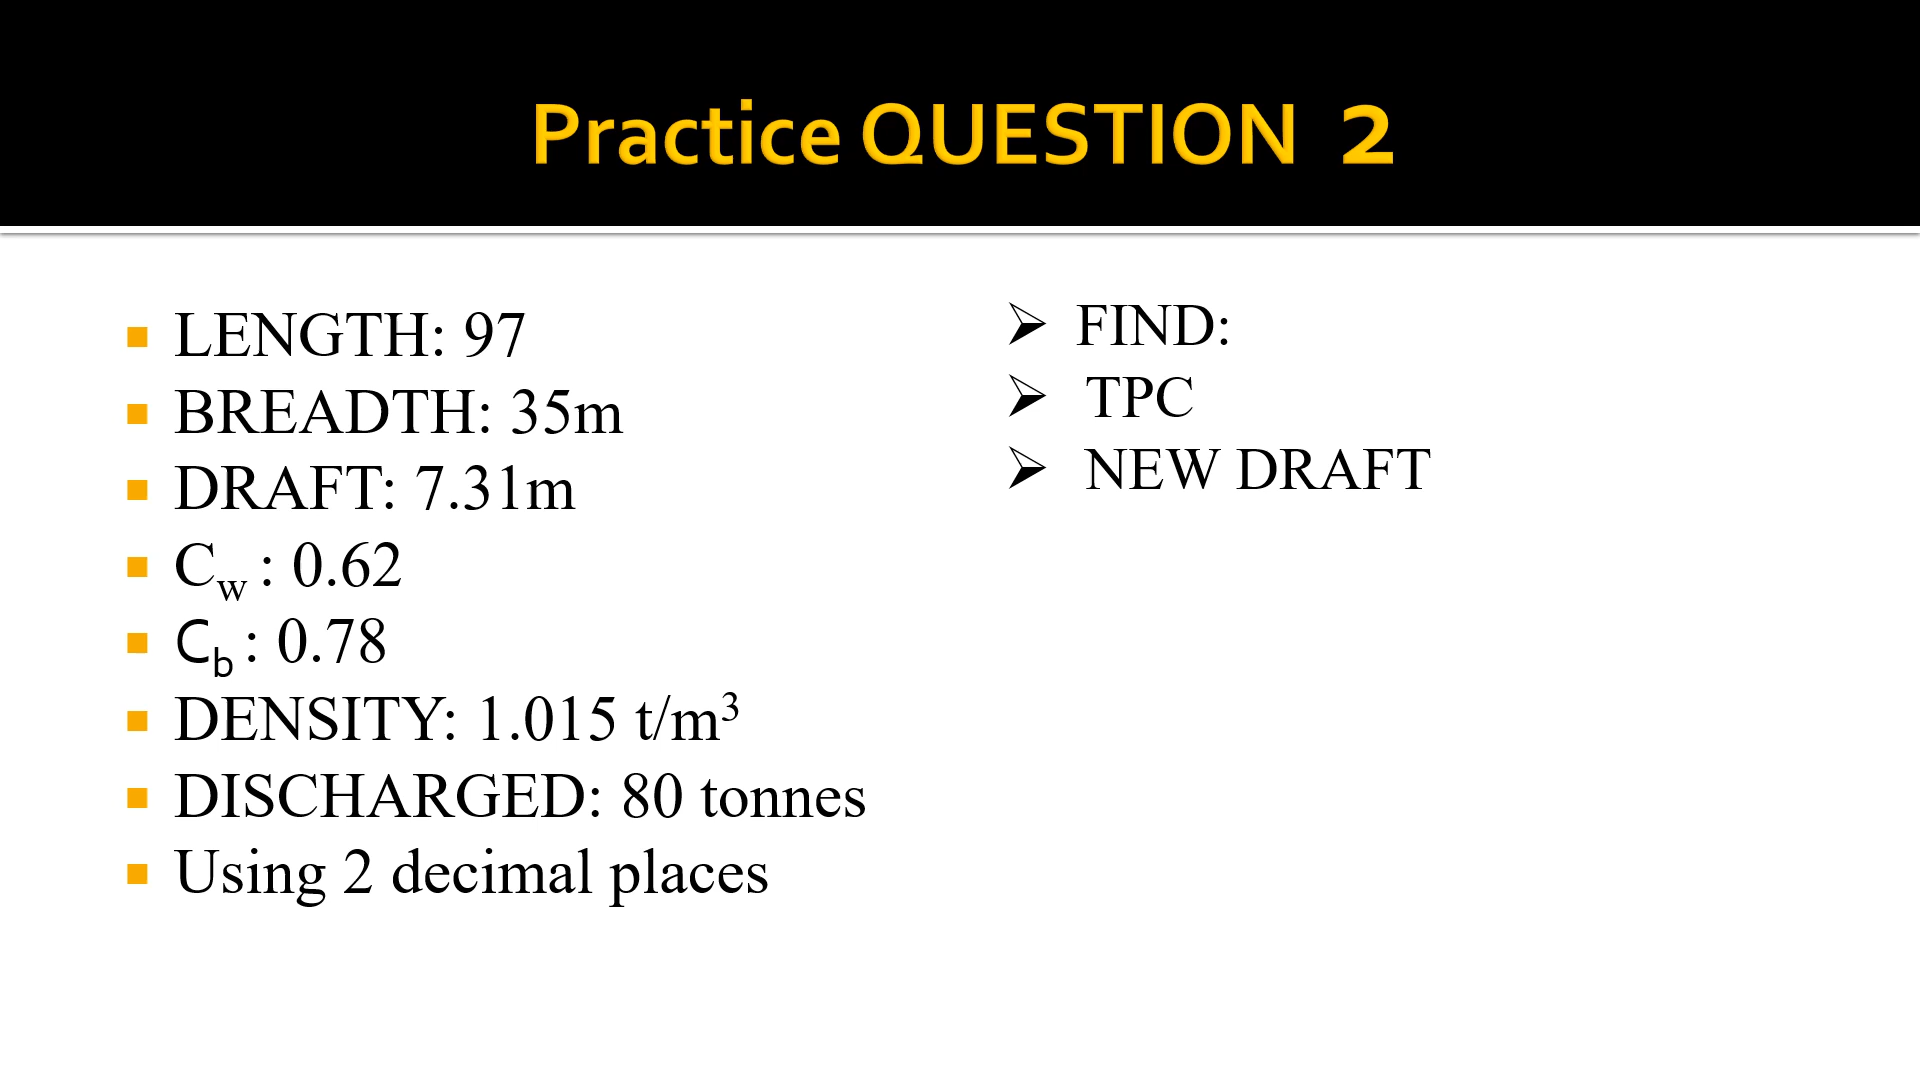 Practice QUESTION 2
LENGTH: 97
BREADTH: 35m
DRAFT: 7.31m
Cw : 0.62
Cb : 0.78
DENSITY: 1.015 t/m³
DISCHARGED: 80 tonnes
Using 2 decimal places
FIND:
TPC
NEW DRAFT